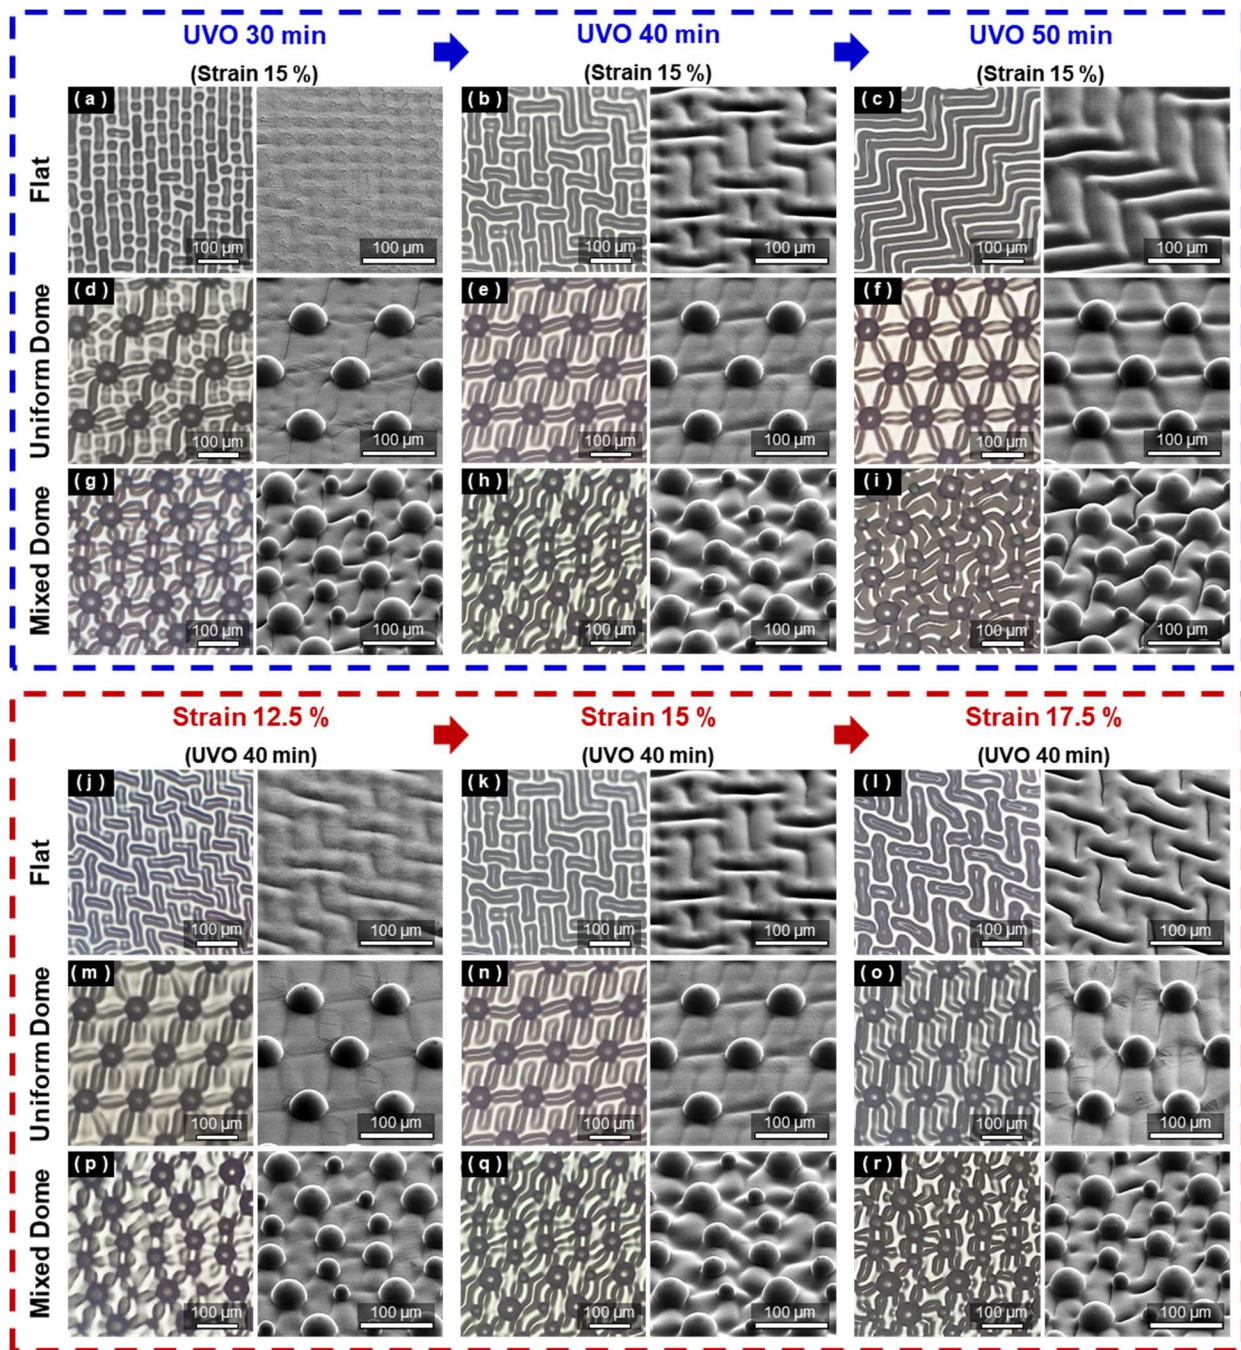 UVO 30 min
UVO 40 min
UVO 50 min
(Strain 15 %)
(Strain 15 %)
(Strain 15 %)
Flat
( a )
100 µm
100 µm
( b )
100 µm
100 µm
( c )
100 µm
100 µm
Uniform Dome
( d )
100 µm
100 µm
( e )
100 µm
100 µm
( f )
100 µm
100 µm
Mixed Dome
( g )
100 µm
100 µm
( h )
100 µm
100 µm
( i )
100 µm
100 µm
Strain 12.5 %
Strain 15 %
Strain 17.5 %
(UVO 40 min)
(UVO 40 min)
(UVO 40 min)
Flat
( j )
100 µm
100 µm
( k )
100 µm
100 µm
( l )
100 µm
100 µm
Uniform Dome
( m )
100 µm
100 µm
( n )
100 µm
100 µm
( o )
100 µm
100 µm
Mixed Dome
( p )
100 µm
100 µm
( q )
100 µm
100 µm
( r )
100 µm
100 µm